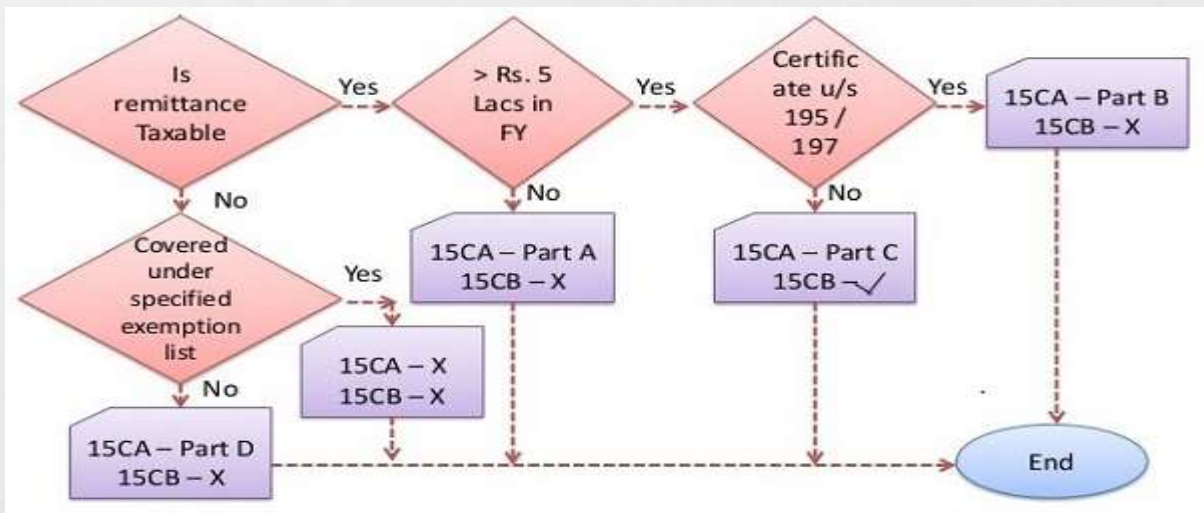 Is
remittance
Taxable
Yes
> Rs. 5
Lacs in
FY
Yes
Certific
ate u/s
195 /
197
Yes
15CA – Part B
15CB – X
No
No
No
Covered
under
specified
exemption
list
Yes
15CA – Part A
15CB – X
15CA – Part C
15CB –✓
15CA – X
15CB – X
No
15CA – Part D
15CB – X
End